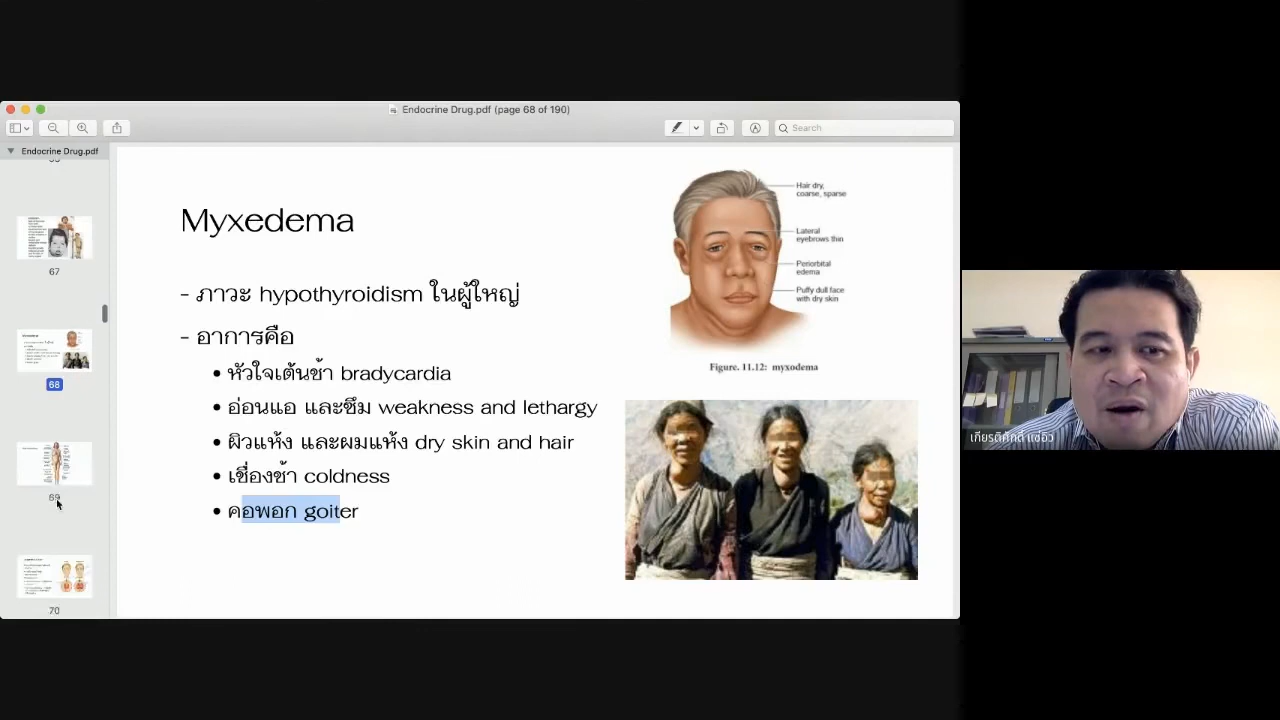 Endocrine Drug.pdf (page 68 of 190)
Search
Endocrine Drug.pdf
67
68
69
70
Myxedema
- ภาวะ hypothyroidism ในผู้ใหญ่
- อาการคือ
• หัวใจเต้นช้า bradycardia
• อ่อนแอ และซึม weakness and lethargy
• ผิวแห้ง และผมแห้ง dry skin and hair
• เชื่องช้า coldness
• คอพอก goiter
Hair dry,
coarse, sparse
Lateral
eyebrows thin
Periorbital
edema
Puffy dull face
with dry skin
Figure. 11.12: myxodema
เกียรติศักดิ์ แซ่อิว